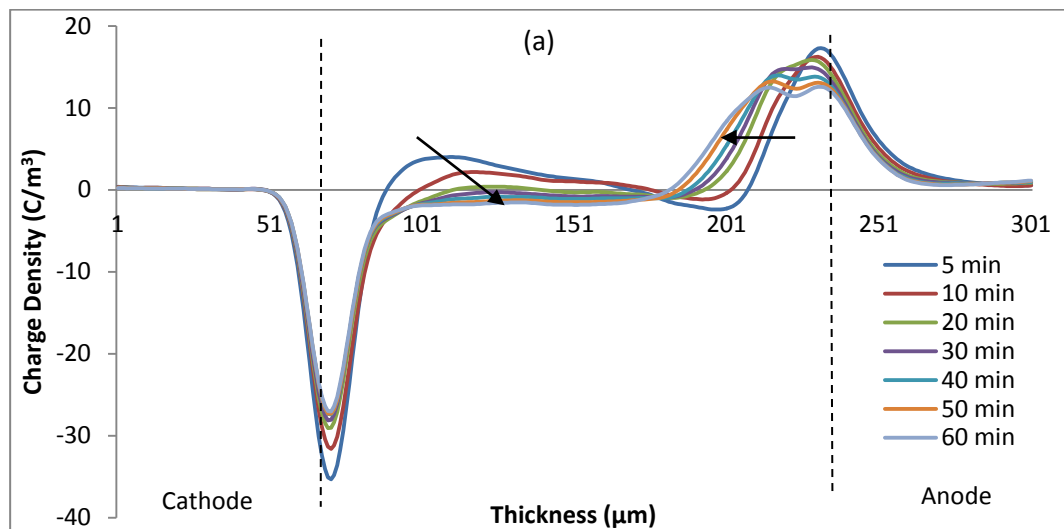 (a)
Charge Density (C/m³)
20
10
0
-10
-20
-30
-40
1
51
101
151
201
251
301
5 min
10 min
20 min
30 min
40 min
50 min
60 min
Cathode
Thickness (µm)
Anode